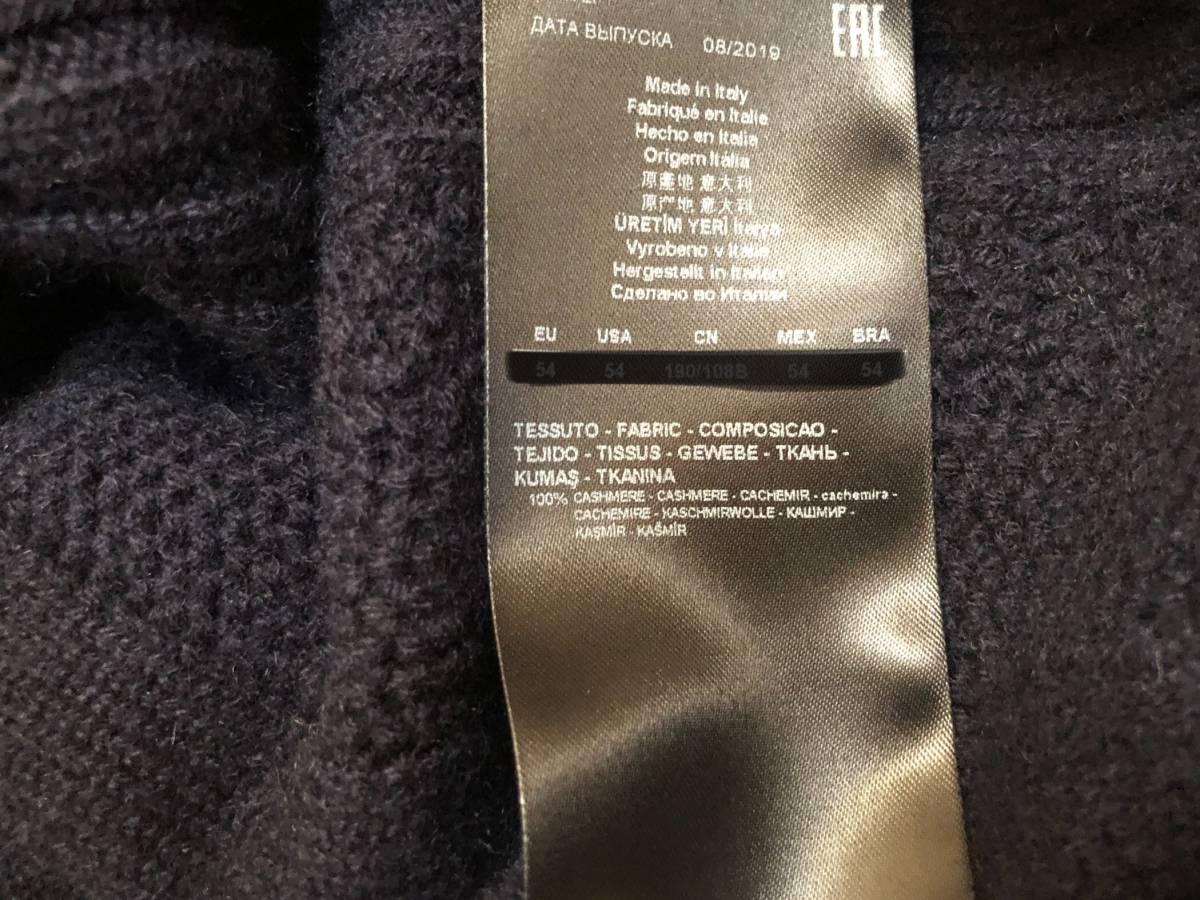 ДАТА ВЫПУСКА 08/2019
EAC
Made in Italy
Fabriqué en Italie
Hecho en Italia
Origem Itália
原產地 意大利
原产地 意大利
ÜRETİM YERİ İtalya
Vyrobeno v Itálie
Hergestellt in Italien
Сделано во Италии
EU USA CN MEX BRA
54 54 190/108B 54 54
TESSUTO - FABRIC - COMPOSICAO -
TEJIDO - TISSUS - GEWEBE - ТКАНЬ -
KUMAŞ - TKANINA
100% CASHMERE - CASHMERE - CACHEMIR - cachemira -
CACHEMIRE - KASCHMIRWOLLE - КАШМИР -
KAŞMİR - KAŠMÍR